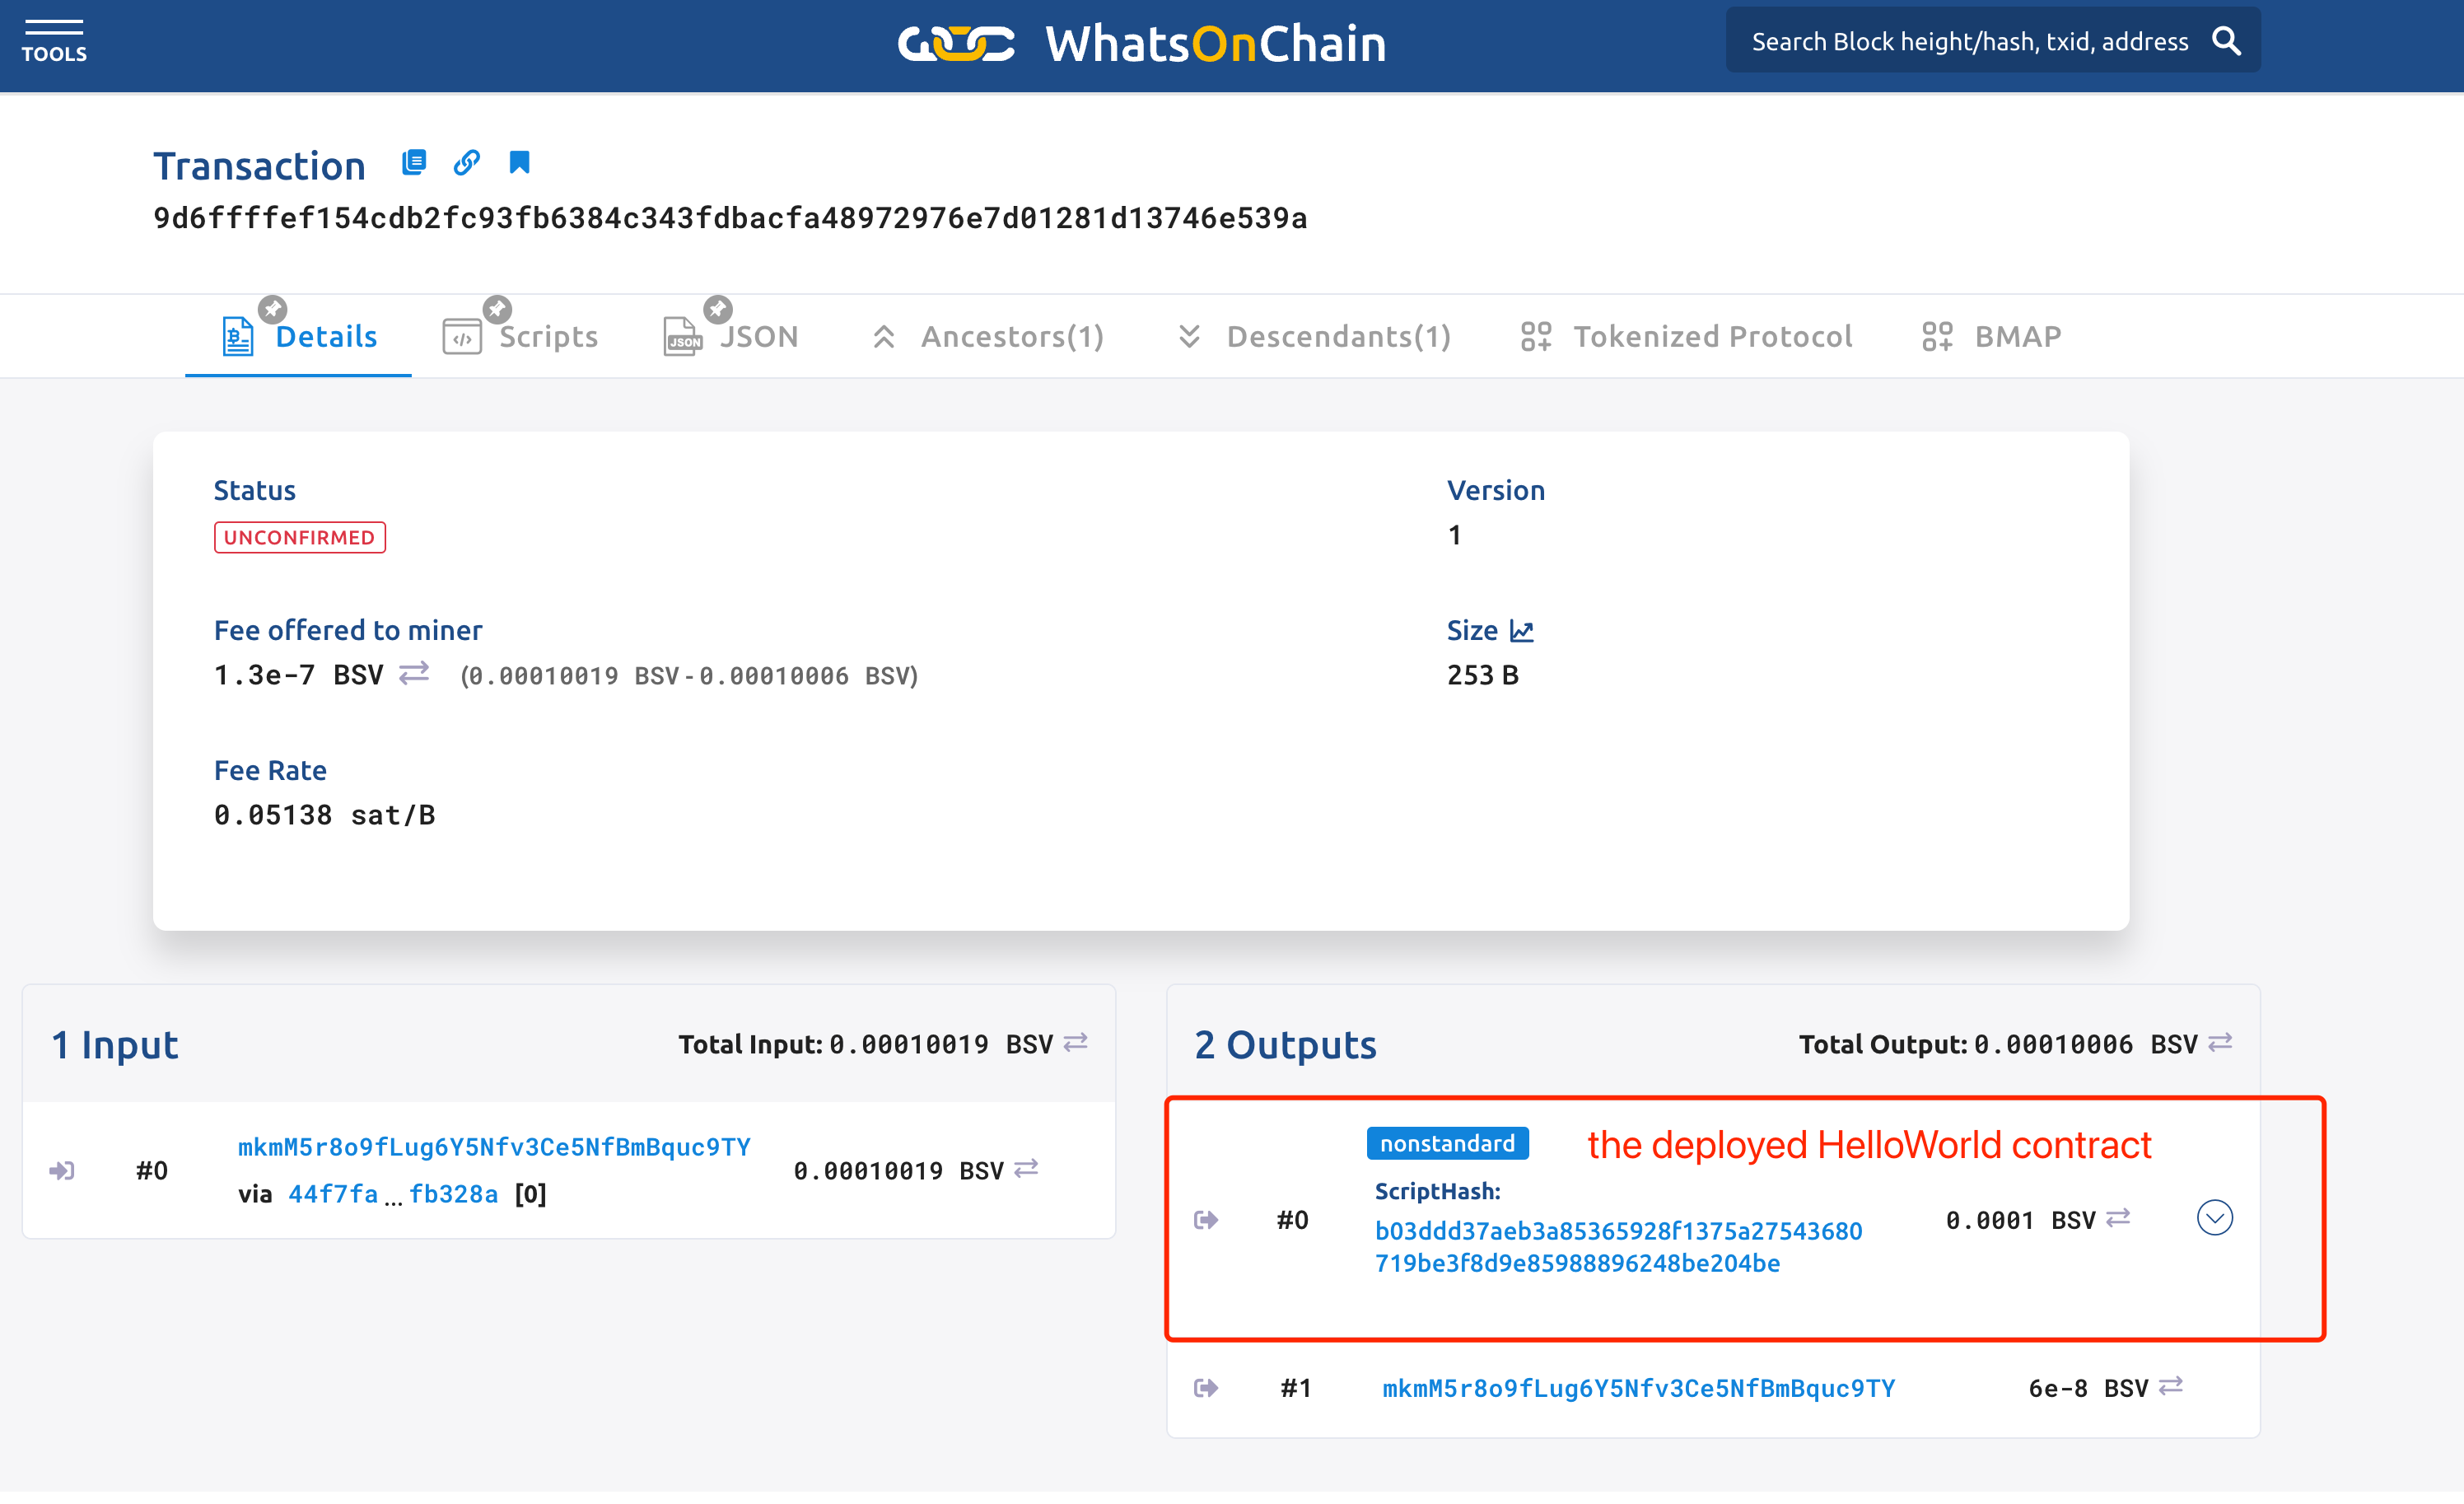 TOOLS
WhatsOnChain
Search Block height/hash, txid, address
Transaction
9d6ffffef154cdb2fc93fb6384c343fdbacfa48972976e7d01281d13746e539a
Details
Scripts
JSON
JSON
Ancestors(1)
Descendants(1)
Tokenized Protocol
BMAP
Status
UNCONFIRMED
Version
1
Fee offered to miner
1.3e-7 BSV (0.00010019 BSV-0.00010006 BSV)
Size
253 B
Fee Rate
0.05138 sat/B
1 Input
Total Input: 0.00010019 BSV
#0
mkmM5r8o9fLug6Y5Nfv3Ce5NfBmBquc9TY
via 44f7fa...fb328a [0]
0.00010019 BSV
2 Outputs
Total Output: 0.00010006 BSV
nonstandard
the deployed HelloWorld contract
#0
ScriptHash:
b03ddd37aeb3a85365928f1375a27543680
719be3f8d9e85988896248be204be
0.0001 BSV
#1
mkmM5r8o9fLug6Y5Nfv3Ce5NfBmBquc9TY
6e-8 BSV